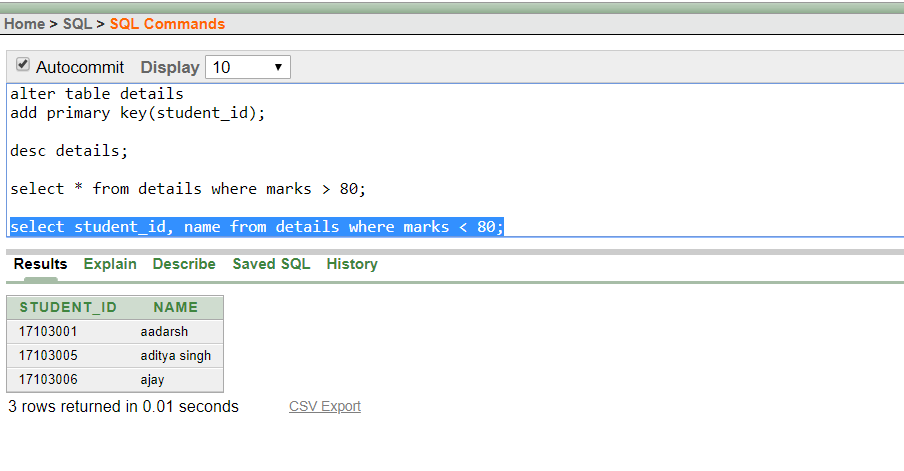 Home > SQL > SQL Commands
Autocommit Display 10
alter table details
add primary key(student_id);
desc details;
select * from details where marks > 80;
select student_id, name from details where marks < 80;
Results Explain Describe Saved SQL History
STUDENT_ID NAME
17103001 aadarsh
17103005 aditya singh
17103006 ajay
3 rows returned in 0.01 seconds CSV Export